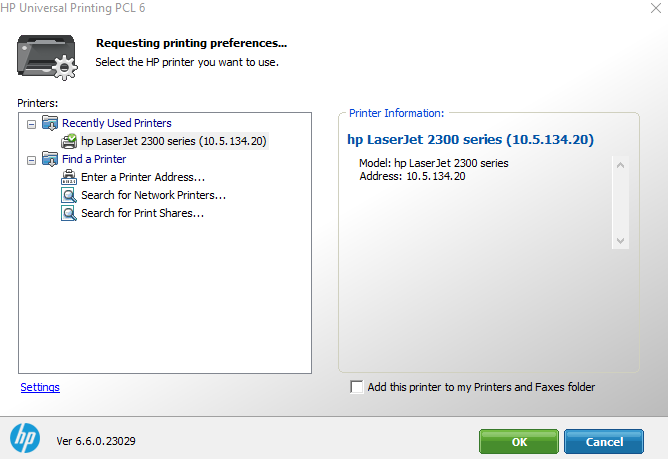 HP Universal Printing PCL 6
Requesting printing preferences...
Select the HP printer you want to use.
Printers:
Recently Used Printers
hp LaserJet 2300 series (10.5.134.20)
Find a Printer
Enter a Printer Address...
Search for Network Printers...
Search for Print Shares...
Printer Information:
hp LaserJet 2300 series (10.5.134.20)
Model: hp LaserJet 2300 series
Address: 10.5.134.20
Settings
Add this printer to my Printers and Faxes folder
hp
Ver 6.6.0.23029
OK
Cancel